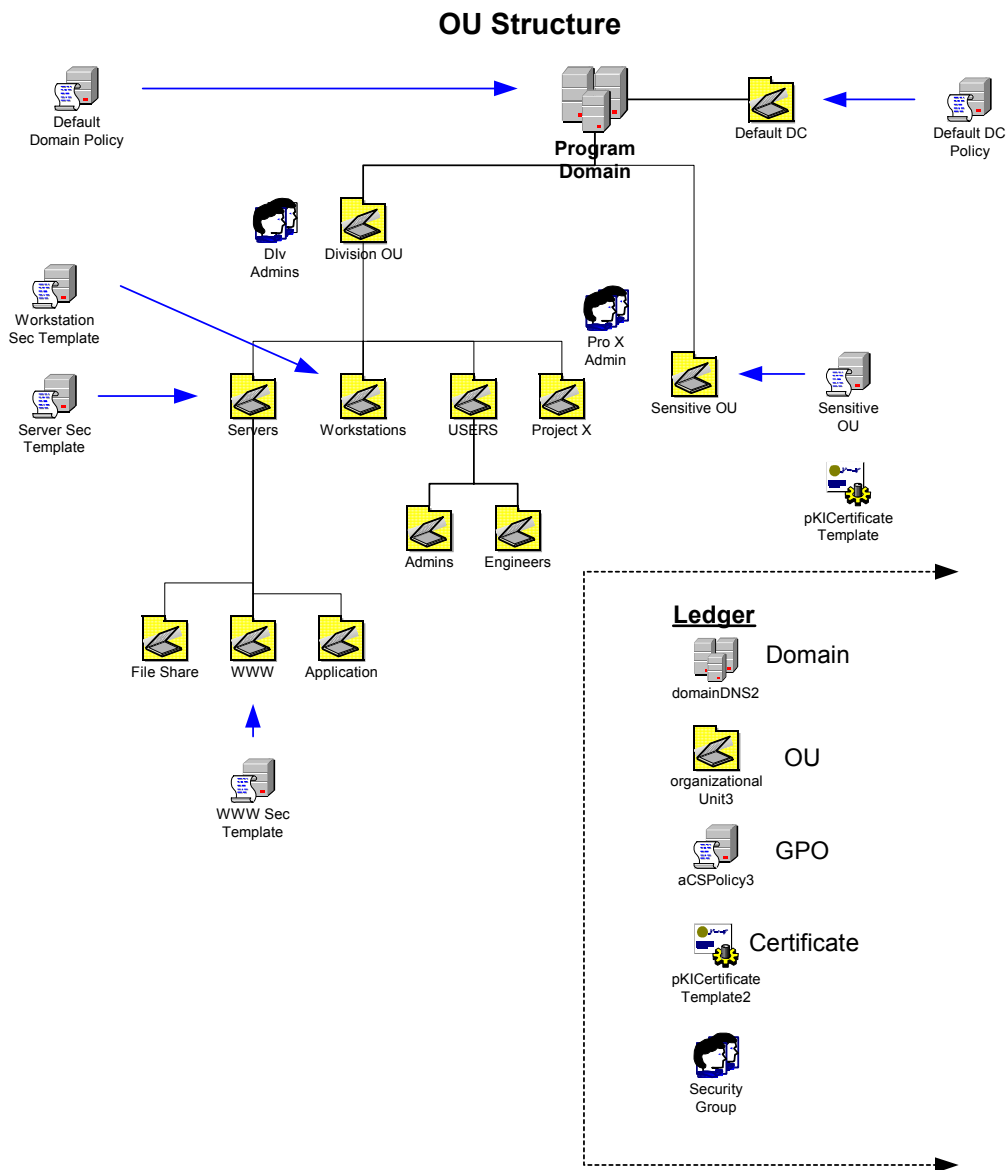 OU Structure
Default
Domain Policy
Program
Domain
Default DC
Default DC
Policy
DIv
Admins
Division OU
Workstation
Sec Template
Pro X
Admin
Server Sec
Template
Servers
Workstations
USERS
Project X
Sensitive OU
Sensitive
OU
Admins
Engineers
pKICertificate
Template
File Share
WWW
Application
WWW Sec
Template
Ledger
Domain
domainDNS2
OU
organizational
Unit3
GPO
aCSPolicy3
Certificate
pKICertificate
Template2
Security
Group